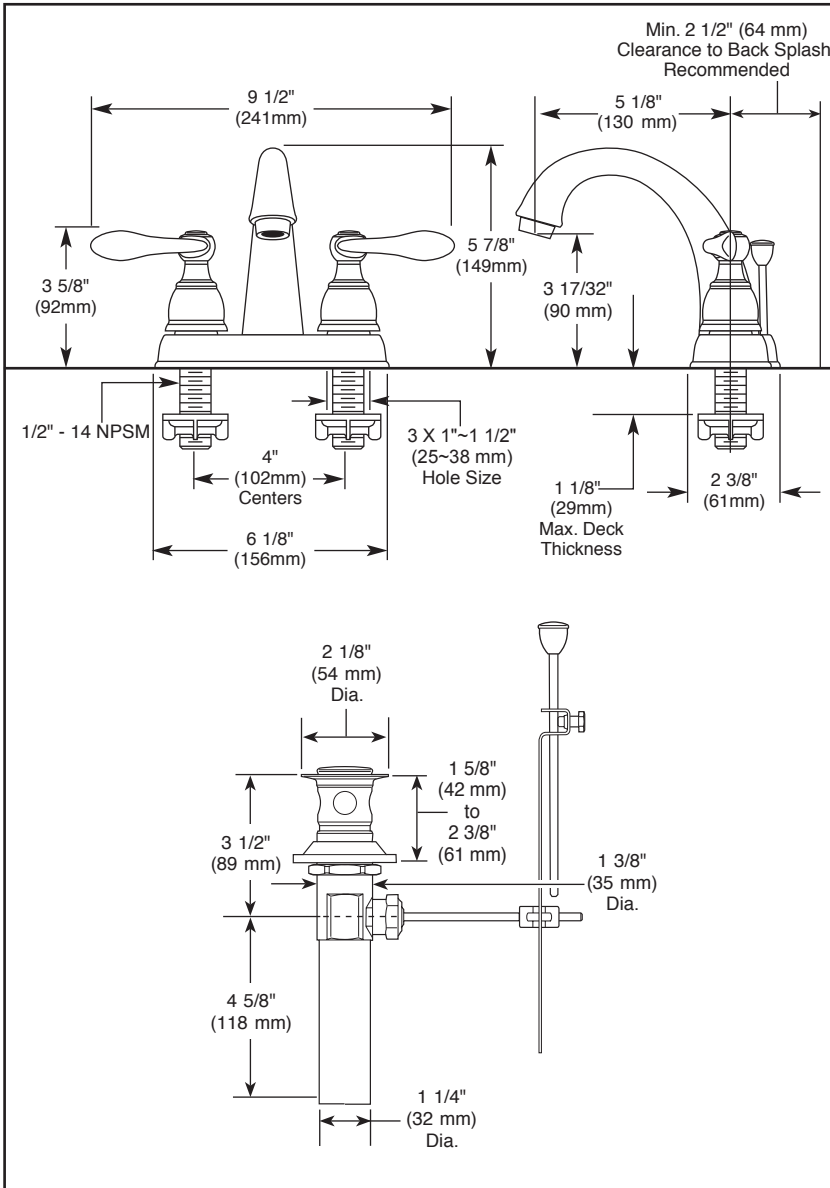 Min. 2 1/2" (64 mm)
Clearance to Back Splash
Recommended
9 1/2"
(241mm)
5 1/8"
(130 mm)
3 5/8"
(92mm)
5 7/8"
(149mm)
3 17/32"
(90 mm)
1/2" - 14 NPSM
4"
(102mm)
Centers
3 X 1"~1 1/2"
(25~38 mm)
Hole Size
1 1/8"
(29mm)
Max. Deck
Thickness
2 3/8"
(61mm)
6 1/8"
(156mm)
2 1/8"
(54 mm)
Dia.
1 5/8"
(42 mm)
to
2 3/8"
(61 mm)
3 1/2"
(89 mm)
1 3/8"
(35 mm)
Dia.
4 5/8"
(118 mm)
1 1/4"
(32 mm)
Dia.